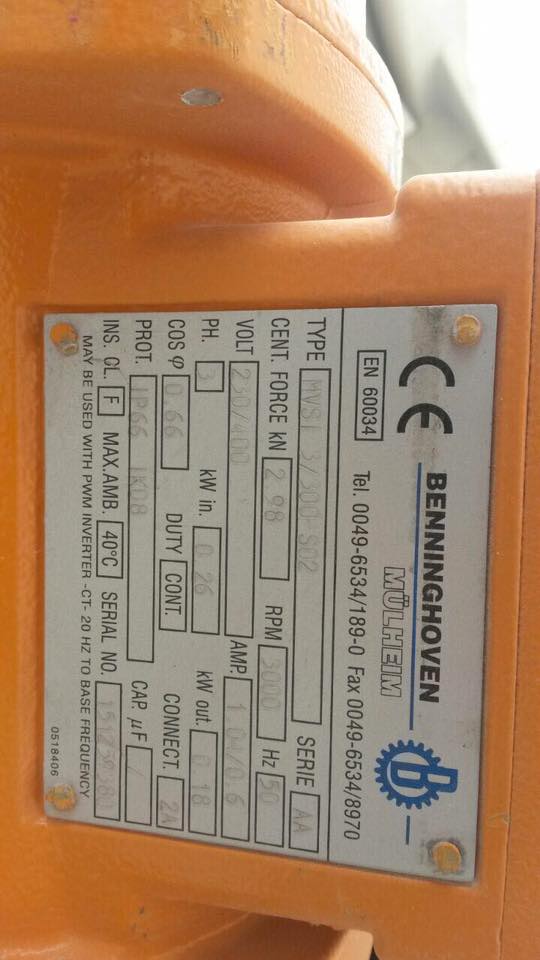 CE BENNINGHOVEN
MÜLHEIM
EN 60034 Tel. 0049-6534/189-0 Fax 0049-6534/8970
TYPE MVSI 3/300-S02 SERIE AA
CENT. FORCE kN 2.98 RPM 3000 Hz 50
VOLT 230/400 AMP. 1.04/0.6
PH. 3 kW in. 0.26 kW out. 0.18
COS φ 0.66 DUTY CONT. CONNECT. 2A
PROT. IP66 IK08 CAP. μF /
INS. CL. F MAX.AMB. 40°C SERIAL NO.
MAY BE USED WITH PWM INVERTER -CT- 20 HZ TO BASE FREQUENCY
0518406